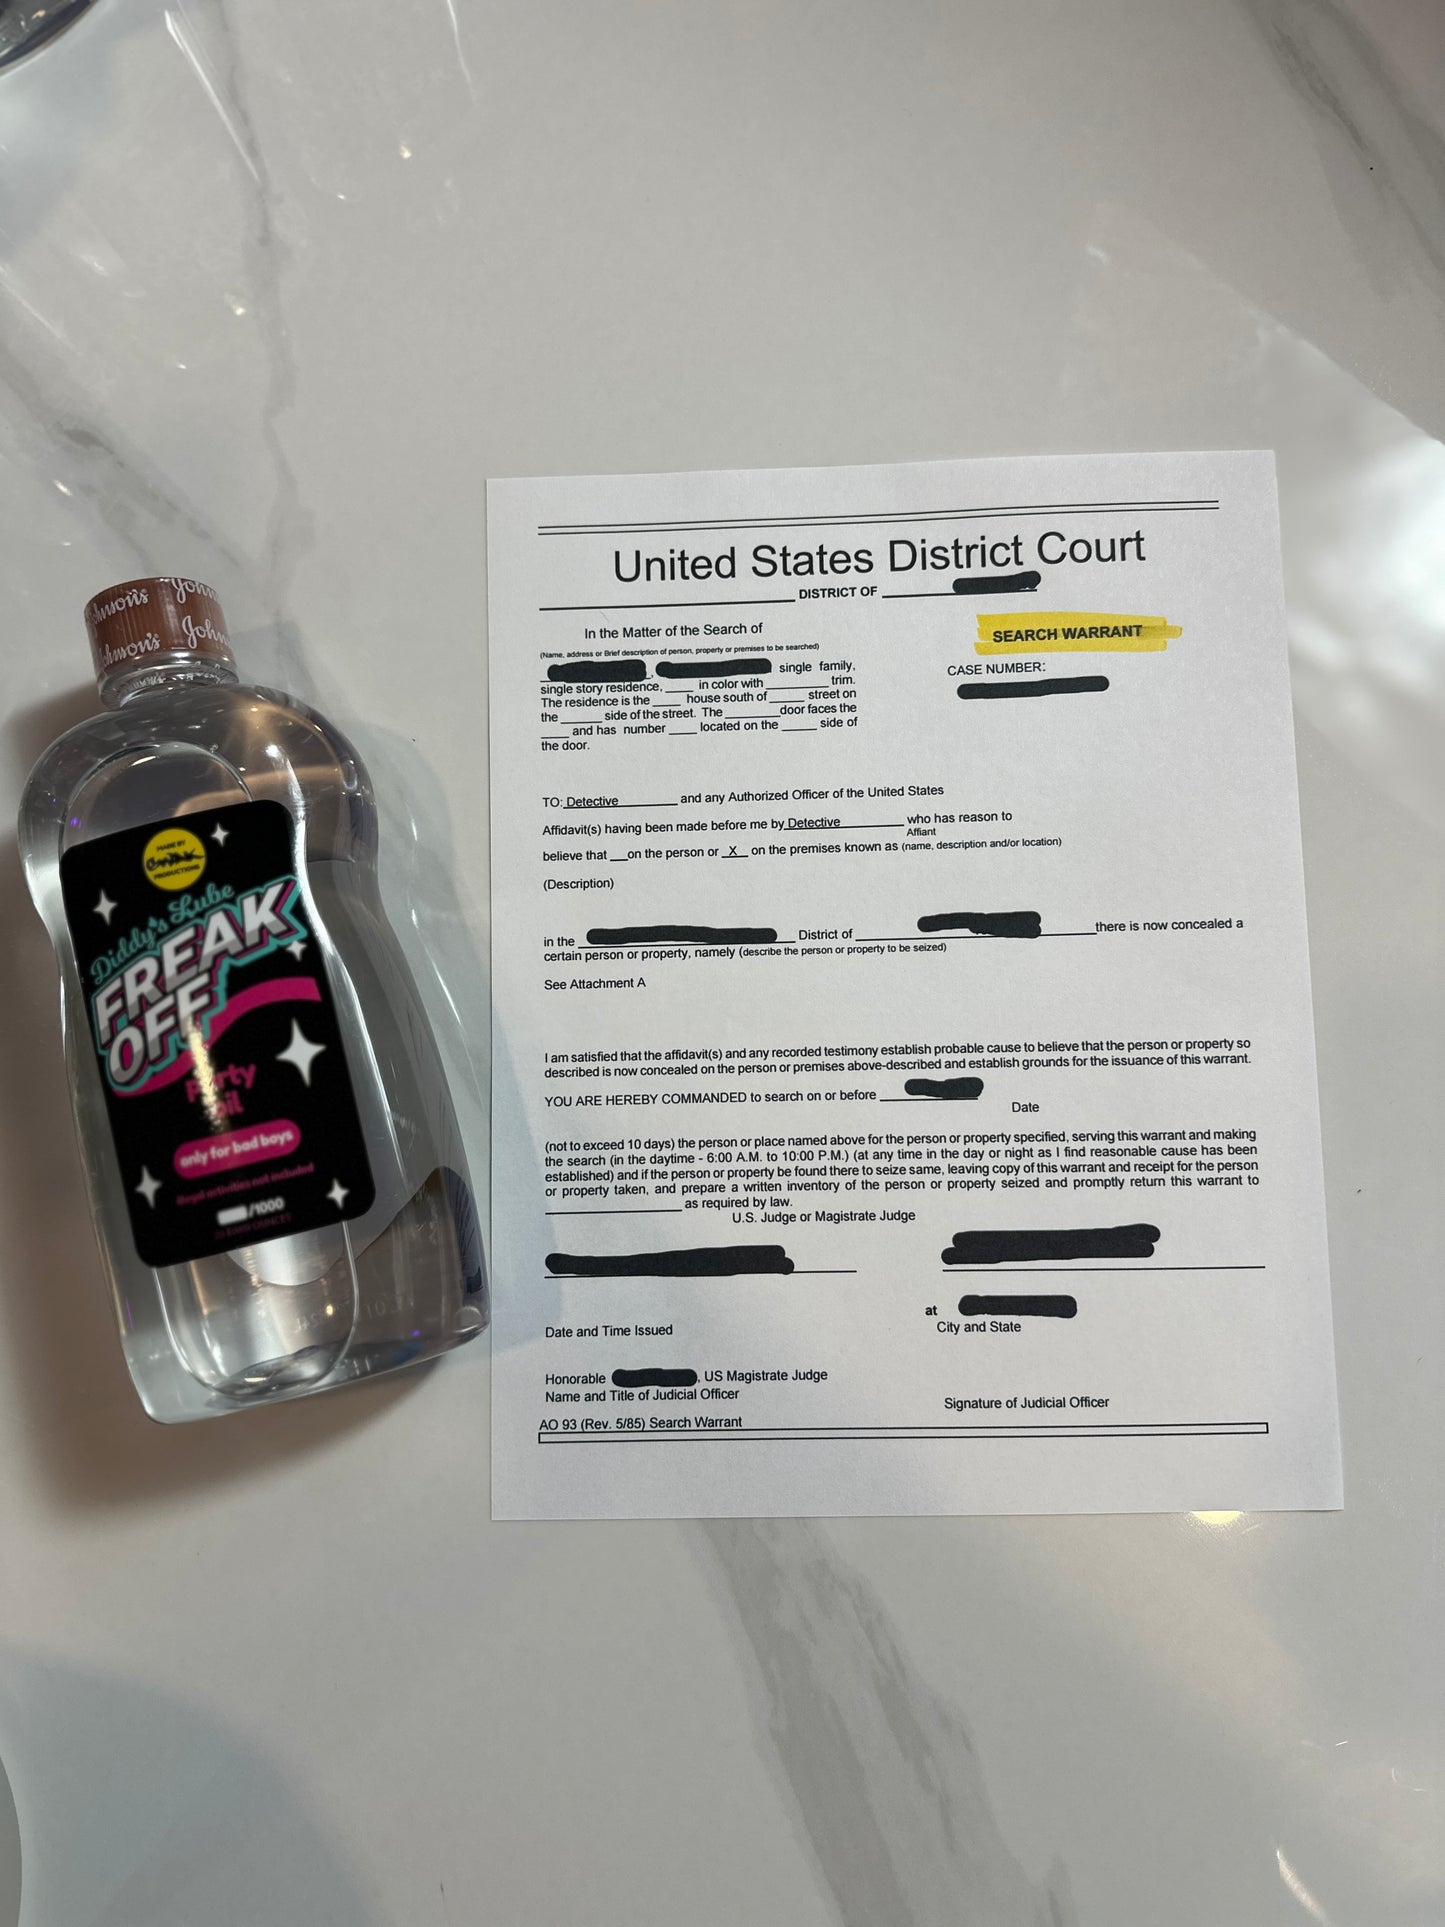 Johnson's
John
Johnson's
John
MADE BY
PRODUCTIONS
Diddy's Lube
FREAK
OFF
Party
oil
only for bad boys
illegal activities not included
/1000
OUNCES
United States District Court
DISTRICT OF
In the Matter of the Search of
(Name, address or Brief description of person, property or premises to be searched)
, single family,
single story residence, ____ in color with ________ trim.
The residence is the ____ house south of ______ street on
the ______ side of the street. The ________ door faces the
____ and has number ____ located on the _____ side of
the door.
SEARCH WARRANT
CASE NUMBER:
TO: Detective and any Authorized Officer of the United States
Affidavit(s) having been made before me by Detective who has reason to
Affiant
believe that __on the person or X on the premises known as (name, description and/or location)
(Description)
in the District of there is now concealed a
certain person or property, namely (describe the person or property to be seized)
See Attachment A
I am satisfied that the affidavit(s) and any recorded testimony establish probable cause to believe that the person or property so
described is now concealed on the person or premises above-described and establish grounds for the issuance of this warrant.
YOU ARE HEREBY COMMANDED to search on or before
Date
(not to exceed 10 days) the person or place named above for the person or property specified, serving this warrant and making
the search (in the daytime - 6:00 A.M. to 10:00 P.M.) (at any time in the day or night as I find reasonable cause has been
established) and if the person or property be found there to seize same, leaving copy of this warrant and receipt for the person
or property taken, and prepare a written inventory of the person or property seized and promptly return this warrant to
____________________ as required by law.
U.S. Judge or Magistrate Judge
at
Date and Time Issued
City and State
Honorable , US Magistrate Judge
Name and Title of Judicial Officer
Signature of Judicial Officer
AO 93 (Rev. 5/85) Search Warrant